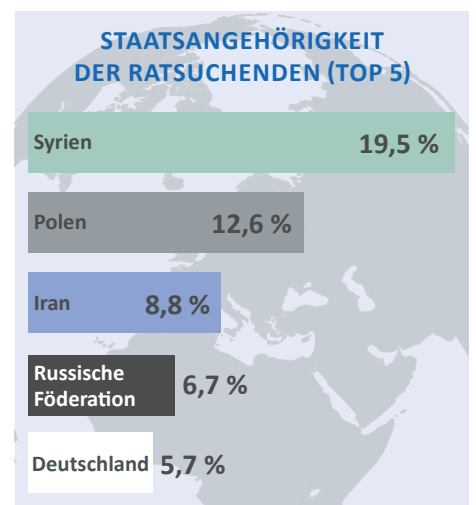 STAATSANGEHÖRIGKEIT
DER RATSUCHENDEN (TOP 5)
Syrien 19,5 %
Polen 12,6 %
Iran 8,8 %
Russische
Föderation 6,7 %
Deutschland 5,7 %